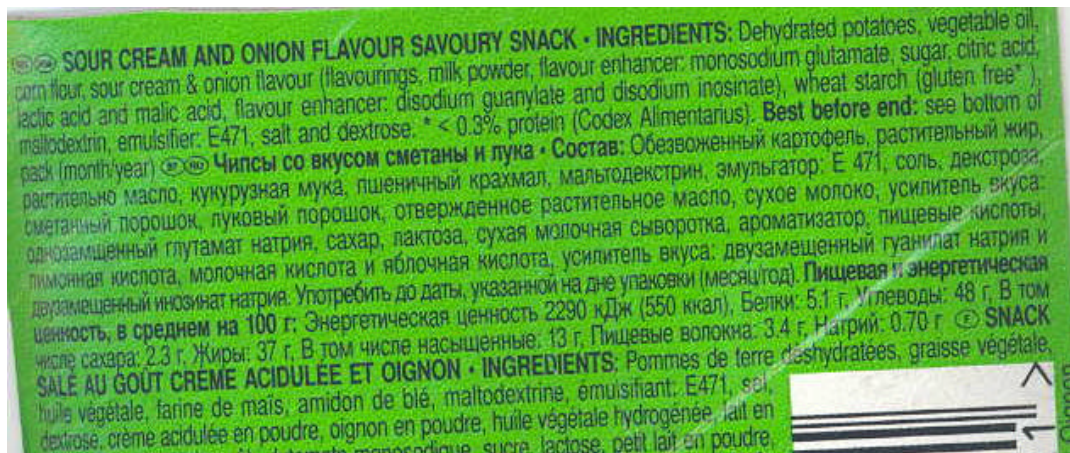 SOUR CREAM AND ONION FLAVOUR SAVOURY SNACK · INGREDIENTS: Dehydrated potatoes, vegetable oil,
corn flour, sour cream & onion flavour (flavourings, milk powder, flavour enhancer: monosodium glutamate, sugar, citric acid,
lactic acid and malic acid, flavour enhancer: disodium guanylate and disodium inosinate), wheat starch (gluten free* ),
maltodextrin, emulsifier: E471, salt and dextrose. * < 0.3% protein (Codex Alimentarius). Best before end: see bottom of
pack (month/year) Чипсы со вкусом сметаны и лука · Состав: Обезвоженный картофель, растительный жир,
растительно масло, кукурузная мука, пшеничный крахмал, мальтодекстрин, эмульгатор: Е 471, соль, декстроза,
сметанный порошок, луковый порошок, отвержденное растительное масло, сухое молоко, усилитель вкуса:
однозамщенный глутамат натрия, сахар, лактоза, сухая молочная сыворотка, ароматизатор, пищевые кислоты,
лимонная кислота, молочная кислота и яблочная кислота, усилитель вкуса: двузамещенный гуанилат натрия и
двузамещенный инозинат натрия. Употребить до даты, указанной на дне упаковки (месяц/год). Пищевая и энергетическая
ценность, в среднем на 100 г: Энергетическая ценность 2290 кДж (550 ккал), Белки: 5.1 г, Углеводы: 48 г, В том
числе сахара: 2.3 г, Жиры: 37 г, В том числе насыщенные: 13 г, Пищевые волокна: 3.4 г, Натрий: 0.70 г F SNACK
SALÉ AU GOÛT CRÈME ACIDULÉE ET OIGNON · INGREDIENTS: Pommes de terre déshydratées, graisse végétale,
huile végétale, farine de maïs, amidon de blé, maltodextrine, émulsifiant: E471, sel,
dextrose, crème acidulée en poudre, oignon en poudre, huile végétale hydrogénée, lait en
monosodique, sucre, lactose, petit lait en poudre,
1
Oignon